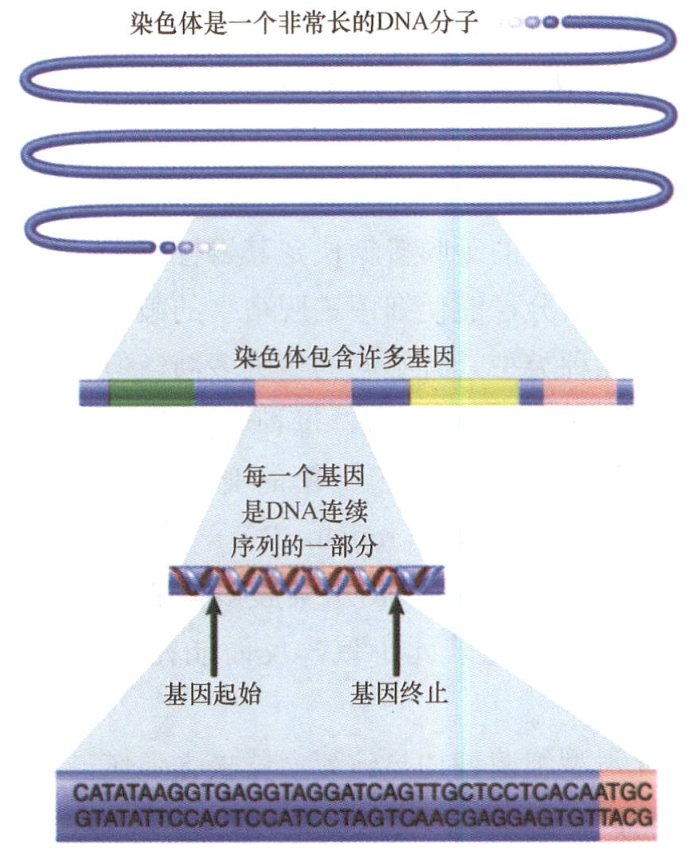 染色体是一个非常长的DNA分子
染色体包含许多基因
每一个基因
是DNA连续
序列的一部分
基因起始
基因终止
CATATAAGGTGAGGTAGGATCAGTTGCTCCTCACAATGC
GTATATTCCACTCCATCCTAGTCAACGAGGAGTGTTACG